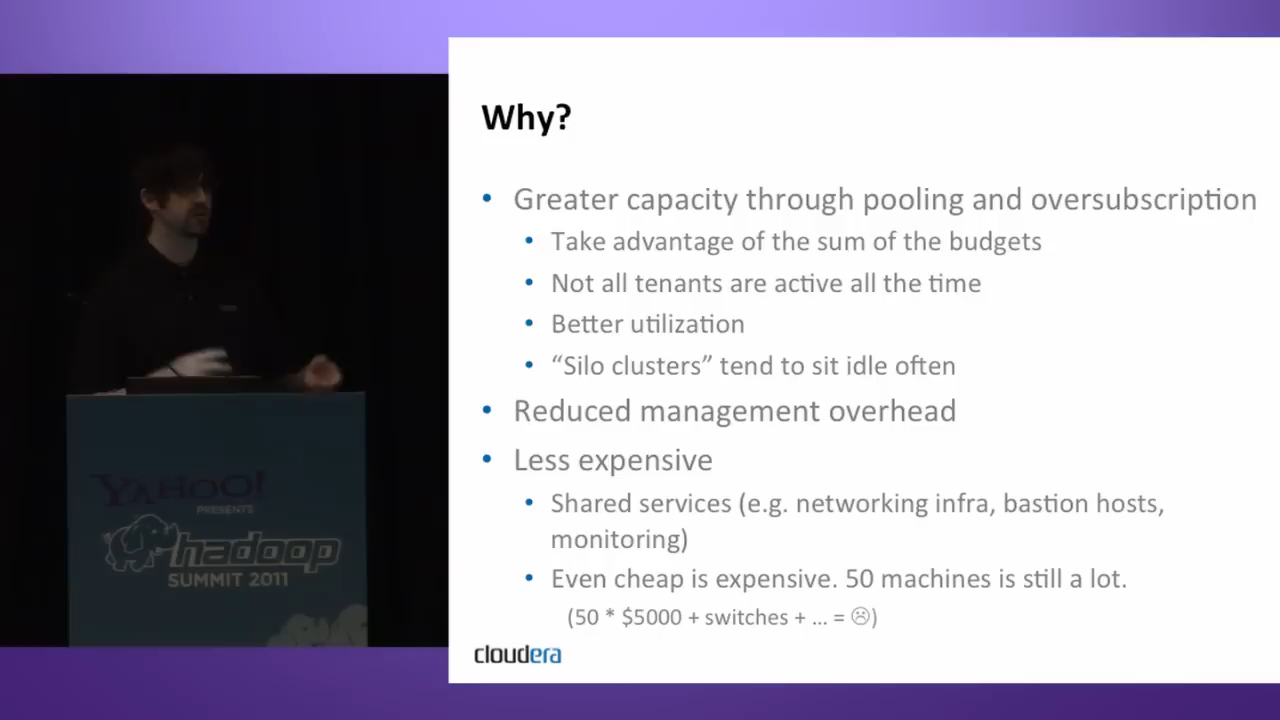 Why?
• Greater capacity through pooling and oversubscription
• Take advantage of the sum of the budgets
• Not all tenants are active all the time
• Better utilization
• “Silo clusters” tend to sit idle often
• Reduced management overhead
• Less expensive
• Shared services (e.g. networking infra, bastion hosts,
monitoring)
• Even cheap is expensive. 50 machines is still a lot.
(50 * $5000 + switches + ... = ☹)
cloudera
YAHOO!
PRESENTS
hadoop
SUMMIT 2011